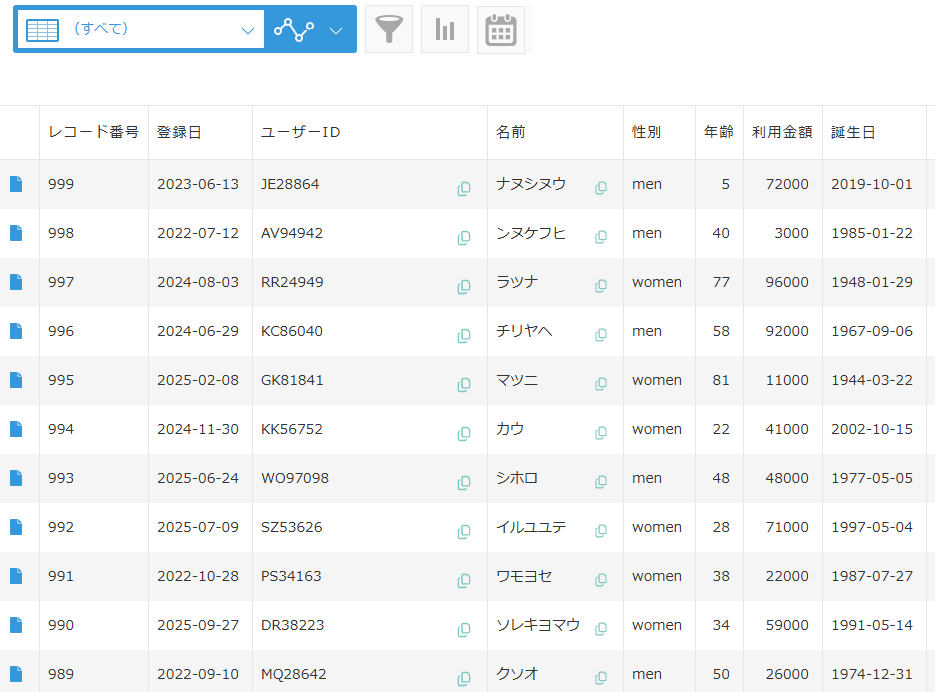 (すべて)
レコード番号 登録日 ユーザーID 名前 性別 年齢 利用金額 誕生日
999 2023-06-13 JE28864 ナヌシヌウ men 5 72000 2019-10-01
998 2022-07-12 AV94942 ンヌケフヒ men 40 3000 1985-01-22
997 2024-08-03 RR24949 ラツナ women 77 96000 1948-01-29
996 2024-06-29 KC86040 チリヤヘ men 58 92000 1967-09-06
995 2025-02-08 GK81841 マツニ women 81 11000 1944-03-22
994 2024-11-30 KK56752 カウ women 22 41000 2002-10-15
993 2025-06-24 WO97098 シホロ men 48 48000 1977-05-05
992 2025-07-09 SZ53626 イルユユテ women 28 71000 1997-05-04
991 2022-10-28 PS34163 ワモヨセ women 38 22000 1987-07-27
990 2025-09-27 DR38223 ソレキヨマウ women 34 59000 1991-05-14
989 2022-09-10 MQ28642 クソオ men 50 26000 1974-12-31